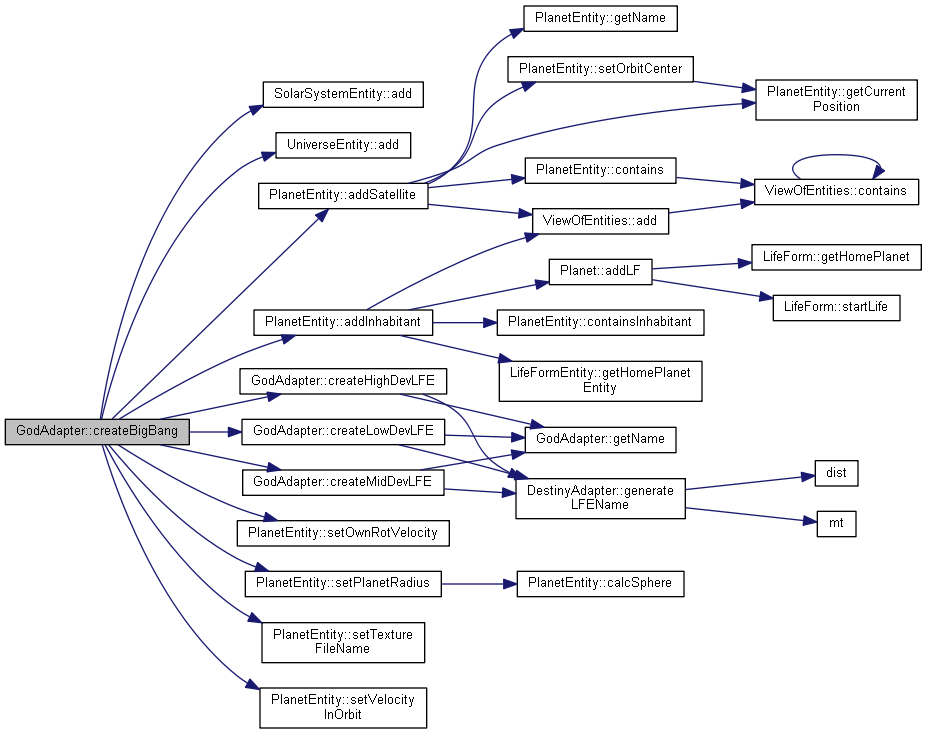 PlanetEntity::getName
PlanetEntity::setOrbitCenter
SolarSystemEntity::add
PlanetEntity::getCurrent
Position
UniverseEntity::add
PlanetEntity::contains
ViewOfEntities::contains
PlanetEntity::addSatellite
ViewOfEntities::add
LifeForm::getHomePlanet
Planet::addLF
LifeForm::startLife
PlanetEntity::addInhabitant
PlanetEntity::containsInhabitant
LifeFormEntity::getHomePlanet
Entity
GodAdapter::createHighDevLFE
GodAdapter::createBigBang
GodAdapter::createLowDevLFE
GodAdapter::getName
GodAdapter::createMidDevLFE
DestinyAdapter::generate
LFEName
dist
mt
PlanetEntity::setOwnRotVelocity
PlanetEntity::setPlanetRadius
PlanetEntity::calcSphere
PlanetEntity::setTexture
FileName
PlanetEntity::setVelocity
InOrbit